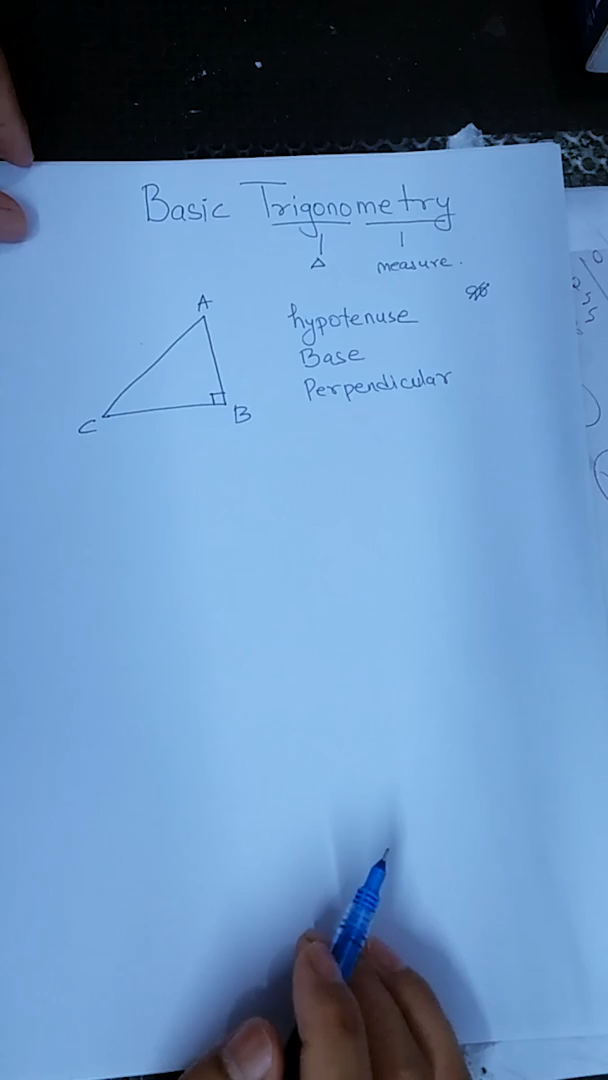 Basic Trigonometry
Δ measure.
A
hypotenuse
Base
Perpendicular
C B